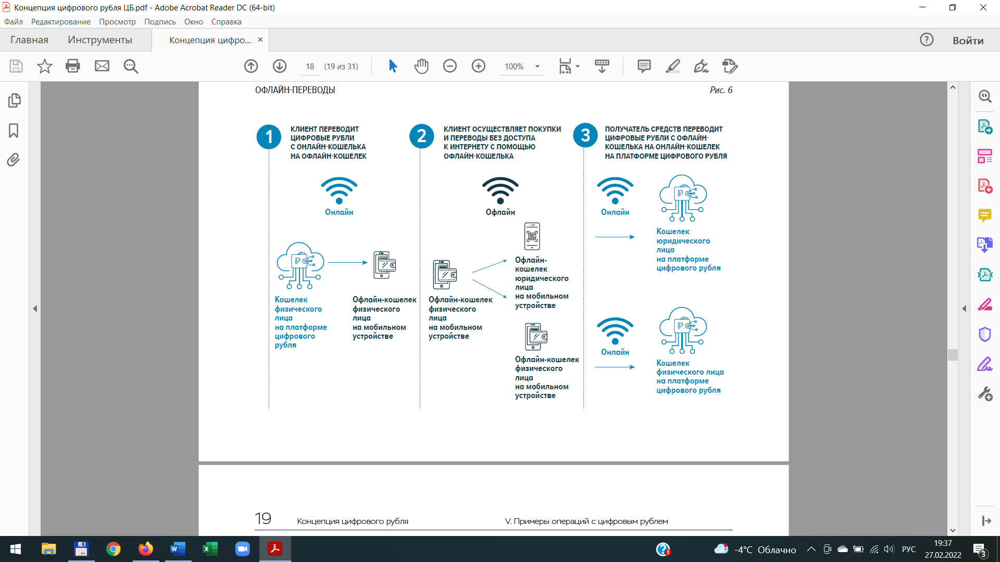 Концепция цифрового рубля ЦБ.pdf - Adobe Acrobat Reader DC (64-bit)
Файл Редактирование Просмотр Подпись Окно Справка
Главная Инструменты Концепция цифро... ×
Войти
18 (19 из 31) 100%
ОФЛАЙН-ПЕРЕВОДЫ
Рис. 6
1
КЛИЕНТ ПЕРЕВОДИТ
ЦИФРОВЫЕ РУБЛИ
С ОНЛАЙН-КОШЕЛЬКА
НА ОФЛАЙН-КОШЕЛЕК
Онлайн
Кошелек
физического
лица
на платформе
цифрового
рубля
Офлайн-кошелек
физического
лица
на мобильном
устройстве
2
КЛИЕНТ ОСУЩЕСТВЛЯЕТ ПОКУПКИ
И ПЕРЕВОДЫ БЕЗ ДОСТУПА
К ИНТЕРНЕТУ С ПОМОЩЬЮ
ОФЛАЙН-КОШЕЛЬКА
Офлайн
Офлайн-кошелек
физического
лица
на мобильном
устройстве
Офлайн-
кошелек
юридического
лица
на мобильном
устройстве
Офлайн-кошелек
физического
лица
на мобильном
устройстве
3
ПОЛУЧАТЕЛЬ СРЕДСТВ ПЕРЕВОДИТ
ЦИФРОВЫЕ РУБЛИ С ОФЛАЙН-
КОШЕЛЬКА НА ОНЛАЙН-КОШЕЛЕК
НА ПЛАТФОРМЕ ЦИФРОВОГО РУБЛЯ
Онлайн
Кошелек
юридического
лица
на платформе
цифрового рубля
Онлайн
Кошелек
физического лица
на платформе
цифрового рубля
19 Концепция цифрового рубля V. Примеры операций с цифровым рублем
-4°C Облачно РУС
19:37
27.02.2022
3